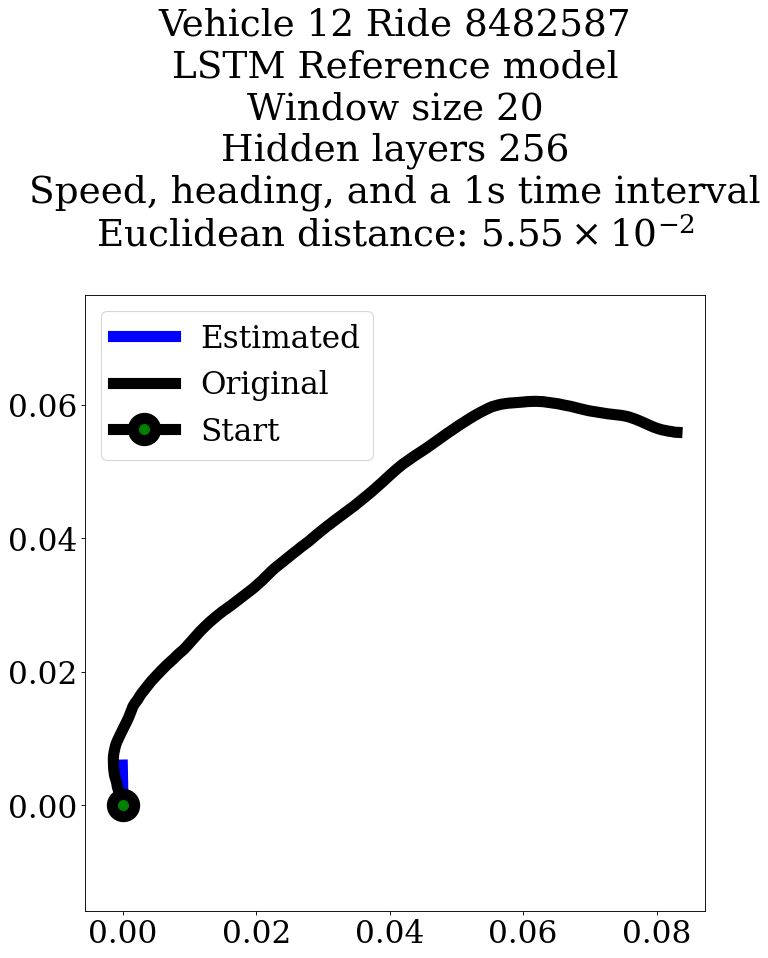 Vehicle 12 Ride 8482587
LSTM Reference model
Window size 20
Hidden layers 256
Speed, heading, and a 1s time interval
Euclidean distance: 5.55 × 10⁻²
Estimated
Original
Start
0.06
0.04
0.02
0.00
0.00 0.02 0.04 0.06 0.08